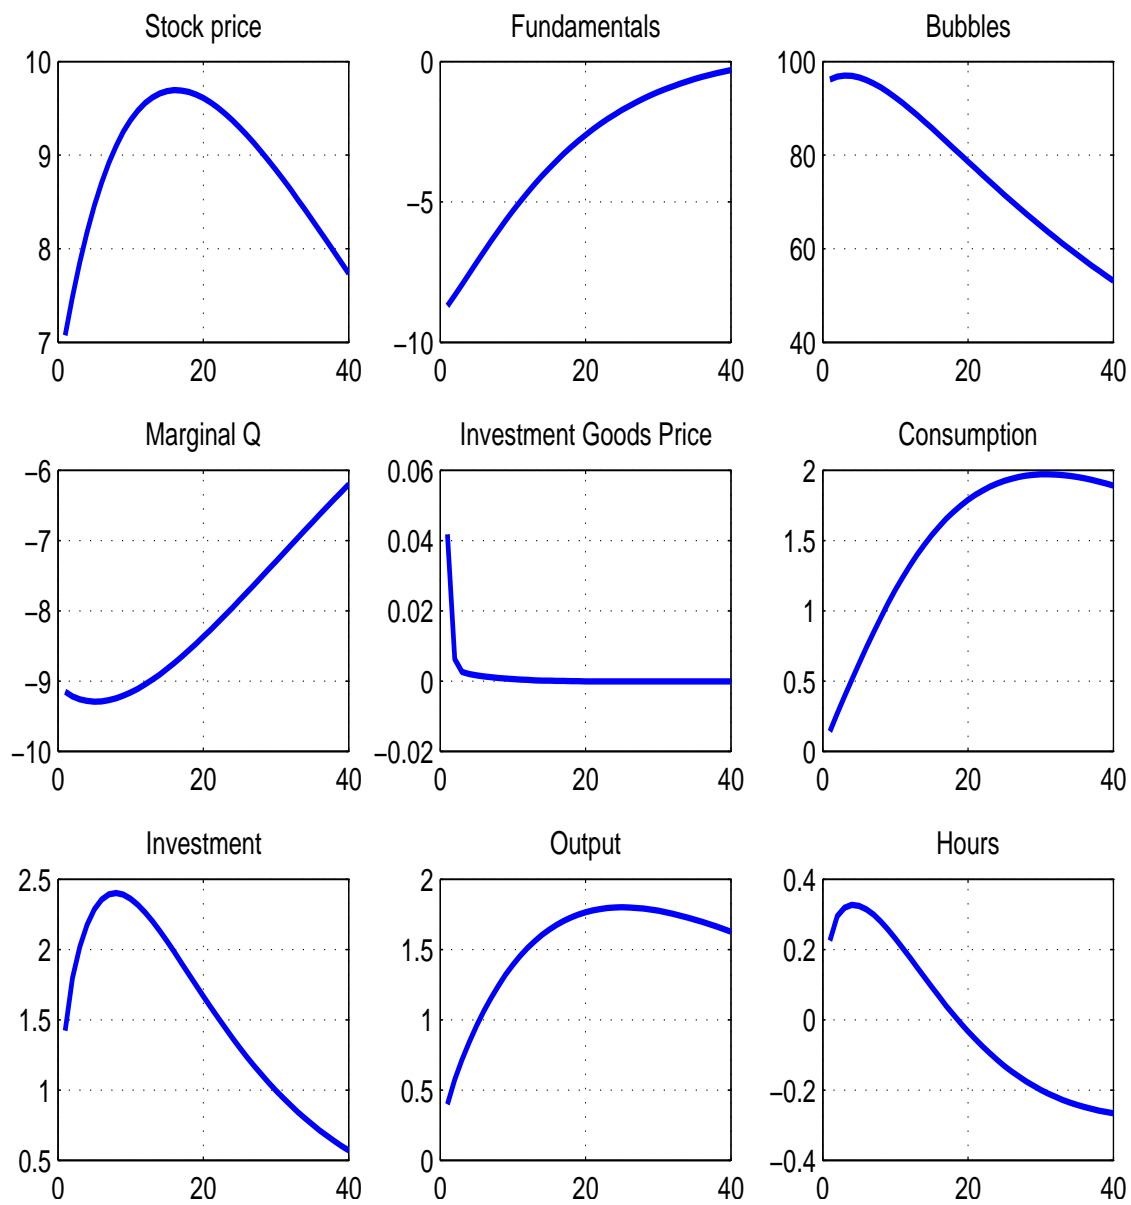 Stock price Fundamentals Bubbles
10 0 100
9 −5 80
8 60
7 −10 40
0 20 40 0 20 40 0 20 40
Marginal Q Investment Goods Price Consumption
−6 0.06 2
−7 0.04 1.5
−8 0.02 1
−9 0 0.5
−10 −0.02 0
0 20 40 0 20 40 0 20 40
Investment Output Hours
2.5 2 0.4
2 1.5 0.2
1.5 1 0
1 0.5 −0.2
0.5 0 −0.4
0 20 40 0 20 40 0 20 40